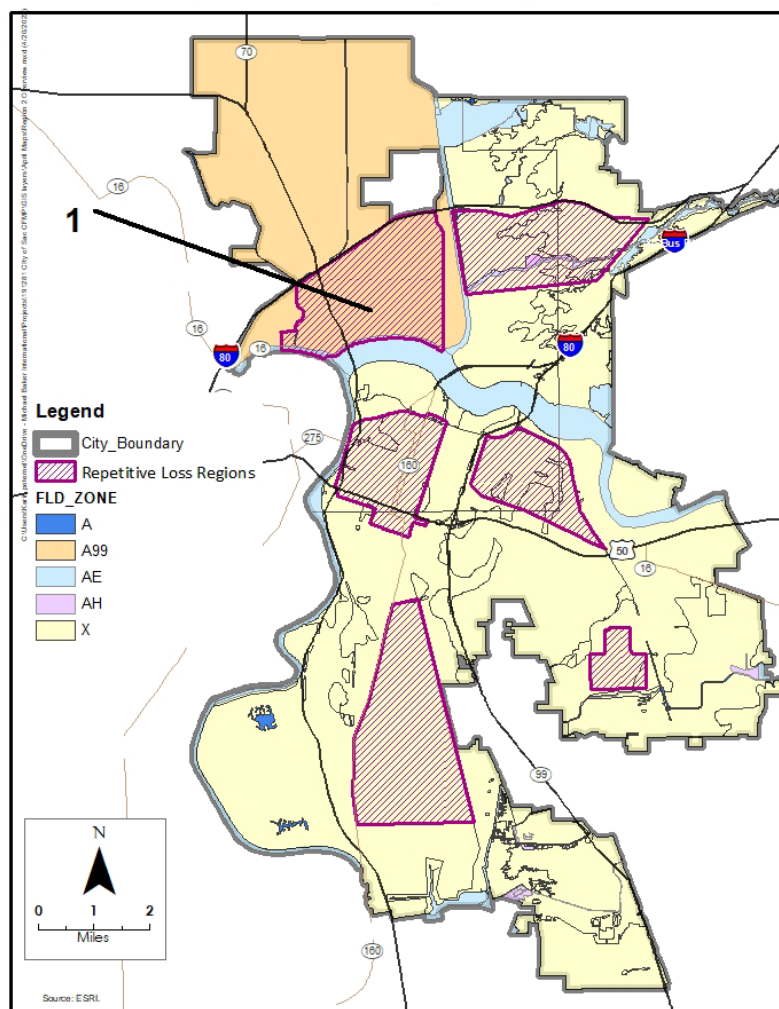 70
16
1
Bus
16
80
80
16
Legend
City_Boundary
275
160
Repetitive Loss Regions
FLD_ZONE
A
A99
50
AE
16
AH
X
99
N
0 1 2
Miles
160
Source: ESRI.